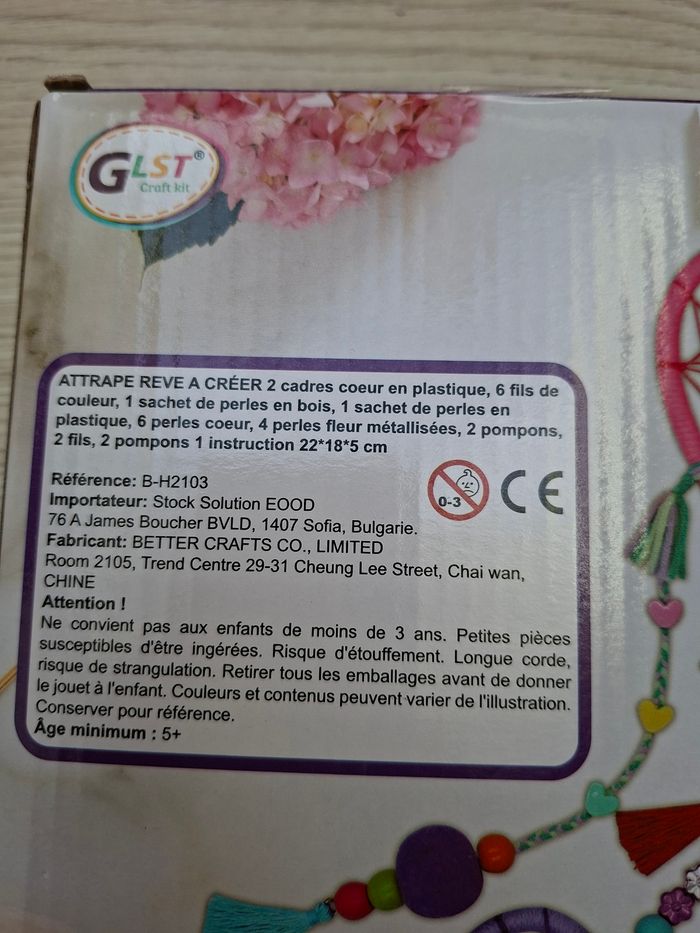 GLST®
Craft kit
ATTRAPE REVE A CRÉER 2 cadres coeur en plastique, 6 fils de
couleur, 1 sachet de perles en bois, 1 sachet de perles en
plastique, 6 perles coeur, 4 perles fleur métallisées, 2 pompons,
2 fils, 2 pompons 1 instruction 22*18*5 cm
Référence: B-H2103
Importateur: Stock Solution EOOD
76 A James Boucher BVLD, 1407 Sofia, Bulgarie.
Fabricant: BETTER CRAFTS CO., LIMITED
Room 2105, Trend Centre 29-31 Cheung Lee Street, Chai wan,
CHINE
0-3
CE
Attention !
Ne convient pas aux enfants de moins de 3 ans. Petites pièces
susceptibles d'être ingérées. Risque d'étouffement. Longue corde,
risque de strangulation. Retirer tous les emballages avant de donner
le jouet à l'enfant. Couleurs et contenus peuvent varier de l'illustration.
Conserver pour référence.
Âge minimum : 5+